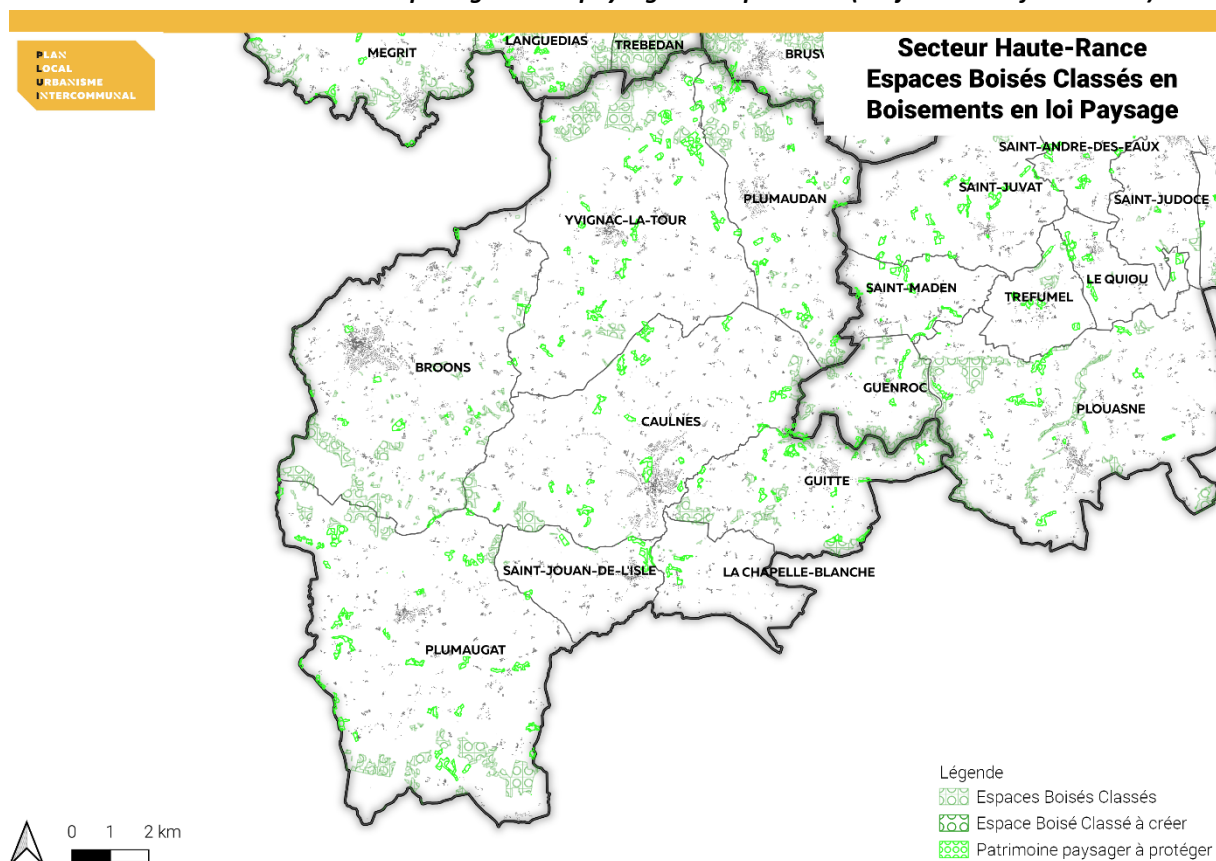 PLAN
LOCAL
URBANISME
INTERCOMMUNAL
Secteur Haute-Rance
Espaces Boisés Classés en
Boisements en loi Paysage
MEGRIT
LANGUEDIAS
TREBEDAN
SAINT-ANDRE-DES-EAUX
SAINT-JUVAT
SAINT-JUDOCE
PLUMAUDAN
YVIGNAC-LA-TOUR
LE QUIOU
SAINT-MADEN
TREFUMEL
BROONS
GUENROC
PLOUASNE
CAULNES
GUITTE
SAINT-JOUAN-DE-L'ISLE
LA CHAPELLE-BLANCHE
PLUMAUGAT
Légende
Espaces Boisés Classés
Espace Boisé Classé à créer
Patrimoine paysager à protéger
0 1 2 km